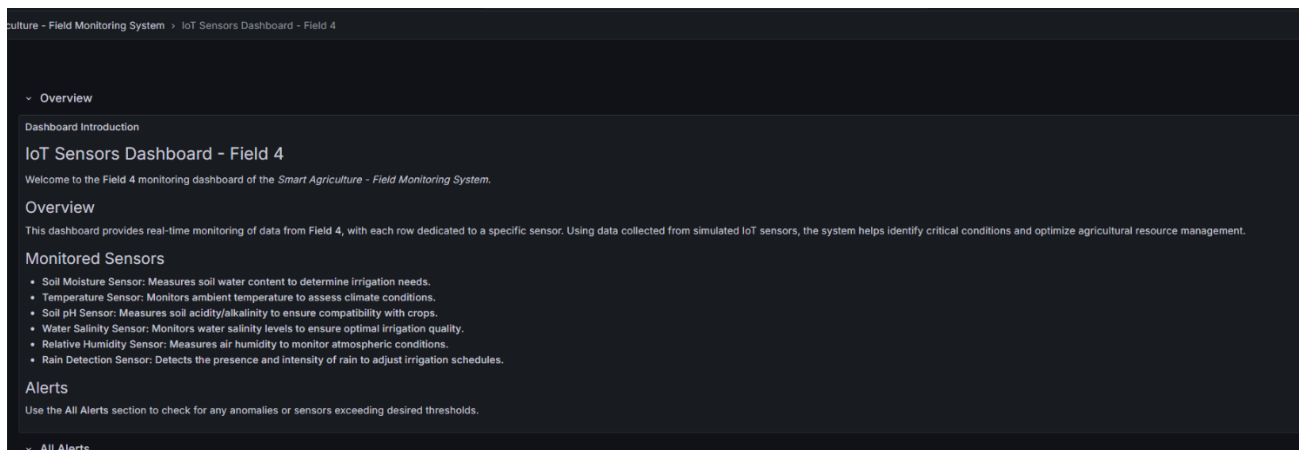 culture - Field Monitoring System › IoT Sensors Dashboard - Field 4
Overview
Dashboard Introduction
IoT Sensors Dashboard - Field 4
Welcome to the Field 4 monitoring dashboard of the Smart Agriculture - Field Monitoring System.
Overview
This dashboard provides real-time monitoring of data from Field 4, with each row dedicated to a specific sensor. Using data collected from simulated IoT sensors, the system helps identify critical conditions and optimize agricultural resource management.
Monitored Sensors
• Soil Moisture Sensor: Measures soil water content to determine irrigation needs.
• Temperature Sensor: Monitors ambient temperature to assess climate conditions.
• Soil pH Sensor: Measures soil acidity/alkalinity to ensure compatibility with crops.
• Water Salinity Sensor: Monitors water salinity levels to ensure optimal irrigation quality.
• Relative Humidity Sensor: Measures air humidity to monitor atmospheric conditions.
• Rain Detection Sensor: Detects the presence and intensity of rain to adjust irrigation schedules.
Alerts
Use the All Alerts section to check for any anomalies or sensors exceeding desired thresholds.
All Alerts